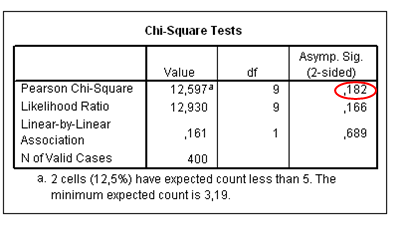 Chi-Square Tests
Value df Asymp. Sig. (2-sided)
Pearson Chi-Square 12,597a 9 ,182
Likelihood Ratio 12,930 9 ,166
Linear-by-Linear Association ,161 1 ,689
N of Valid Cases 400
a. 2 cells (12,5%) have expected count less than 5. The
minimum expected count is 3,19.